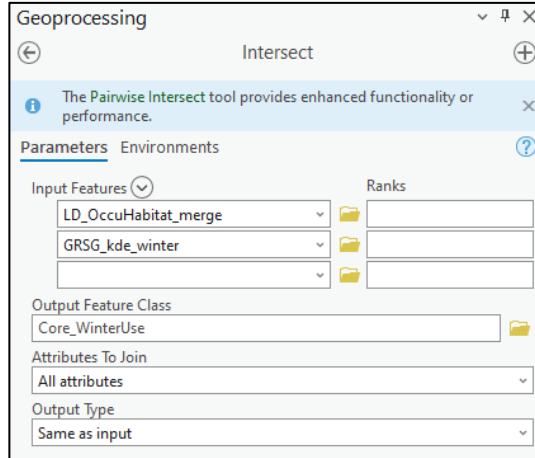 Geoprocessing
Intersect
The Pairwise Intersect tool provides enhanced functionality or
performance.
Parameters Environments
Input Features Ranks
LD_OccuHabitat_merge
GRSG_kde_winter
Output Feature Class
Core_WinterUse
Attributes To Join
All attributes
Output Type
Same as input